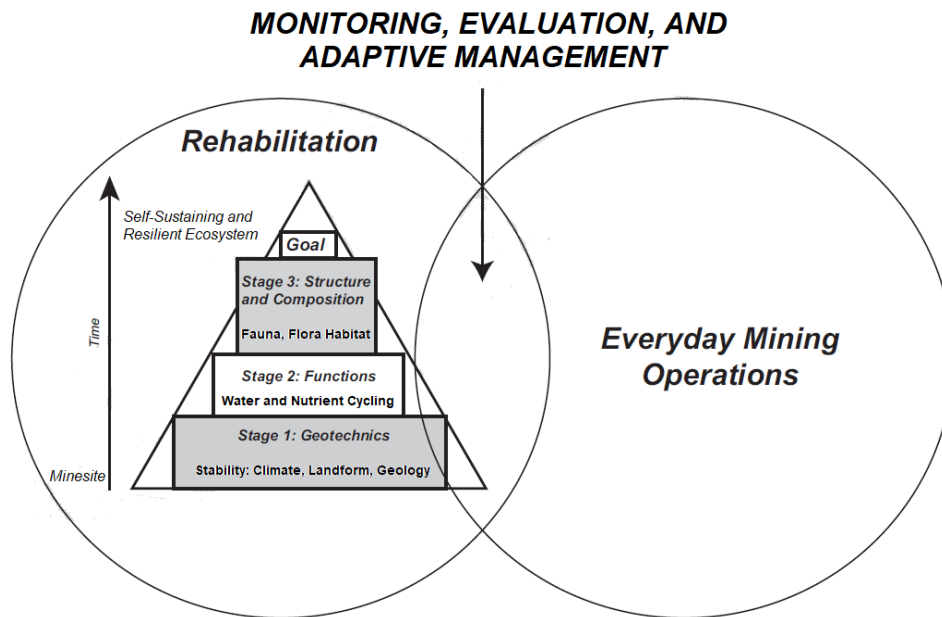 MONITORING, EVALUATION, AND
ADAPTIVE MANAGEMENT
Rehabilitation
Self-Sustaining and
Resilient Ecosystem
Goal
Stage 3: Structure
and Composition
Fauna, Flora Habitat
Time
Stage 2: Functions
Water and Nutrient Cycling
Stage 1: Geotechnics
Stability: Climate, Landform, Geology
Minesite
Everyday Mining
Operations